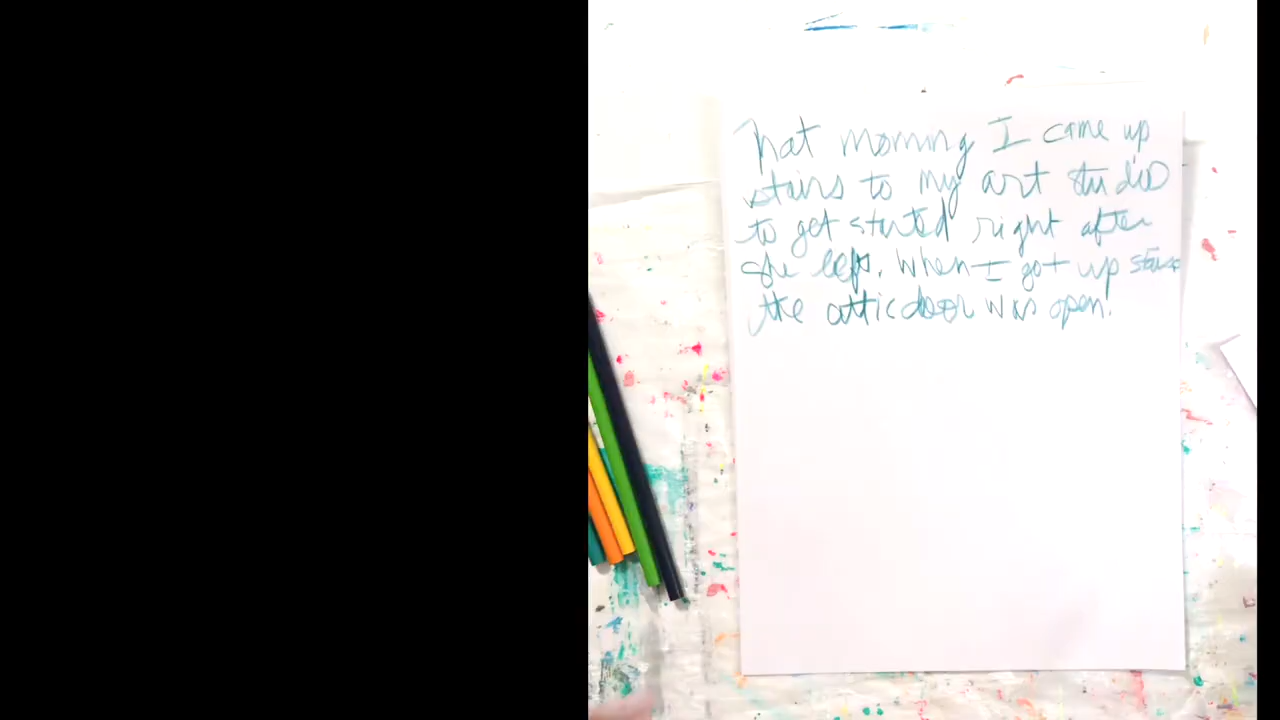 That morning I came up
stairs to my art studio
to get started right after
she left. When I got up stairs
the attic door was open!